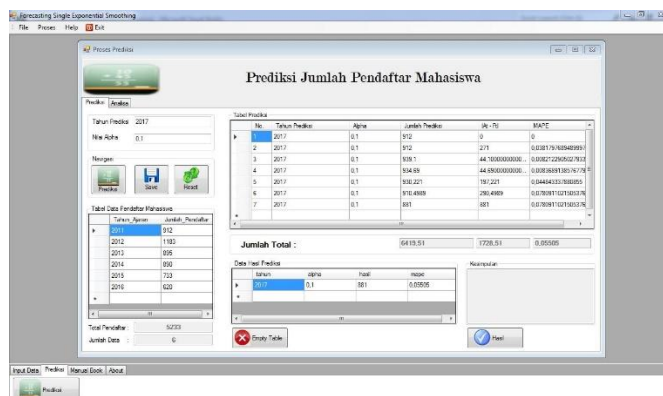 Forecasting Single Exponential Smoothing
File Proses Help Exit
Proses Prediksi
Prediksi Jumlah Pendaftar Mahasiswa
Prediksi Analisa
Tahun Prediksi 2017
Nilai Alpha 0.1
Navigasi
Prediksi Save Reset
Tabel Data Pendaftar Mahasiswa
Tahun_Ajaran Jumlah_Pendaftar
2011 912
2012 1183
2013 895
2014 890
2015 733
2016 620
Total Pendaftar : 5233
Jumlah Data : 6
Tabel Prediksi
No Tahun Prediksi Alpha Jumlah Prediksi |At - Ft| MAPE
1 2017 0,1 912 0 0
2 2017 0,1 912 271
3 2017 0,1 939,1
4 2017 0,1 934,69
5 2017 0,1 930,221 197,221
6 2017 0,1 910,4989 290,4989
7 2017 0,1 881 881
Jumlah Total : 6419,51 1728,51 0,05505
Data Hasil Prediksi
tahun alpha hasil mape
2017 0,1 881 0,05505
Kesimpulan
Empty Table
Hasil
Input Data Prediksi Manual Book About
Prediksi